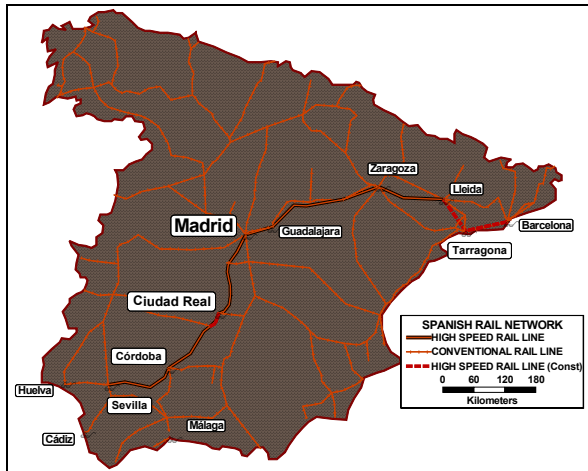 Zaragoza
Lleida
Madrid
Guadalajara
Barcelona
Tarragona
Ciudad Real
SPANISH RAIL NETWORK
HIGH SPEED RAIL LINE
CONVENTIONAL RAIL LINE
HIGH SPEED RAIL LINE (Const)
0 60 120 180
Kilometers
Córdoba
Huelva
Sevilla
Málaga
Cádiz